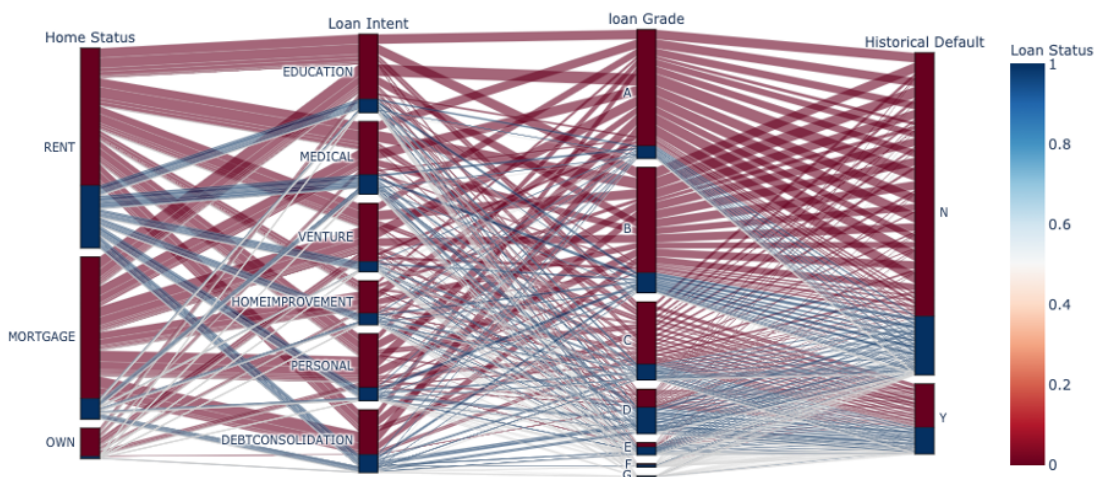 Home Status
RENT
MORTGAGE
OWN
Loan Intent
EDUCATION
MEDICAL
VENTURE
HOMEIMPROVEMENT
PERSONAL
DEBTCONSOLIDATION
loan Grade
A
B
C
D
E
F
G
Historical Default
N
Y
Loan Status
1
0.8
0.6
0.4
0.2
0